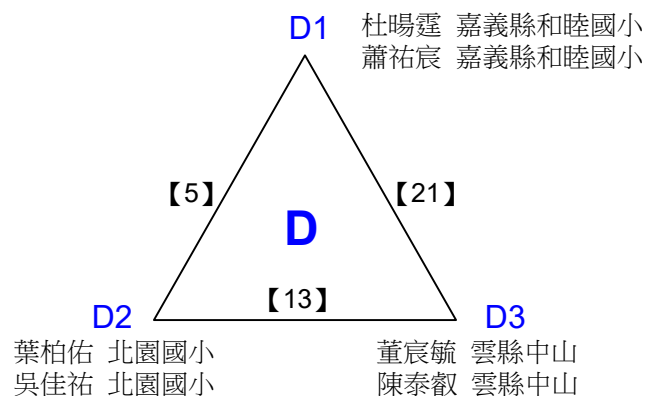 D1
杜暘霆 嘉義縣和睦國小
蕭祐宸 嘉義縣和睦國小
【5】
【21】
D
【13】
D2
D3
葉柏佑 北園國小
吳佳祐 北園國小
董宸毓 雲縣中山
陳泰叡 雲縣中山